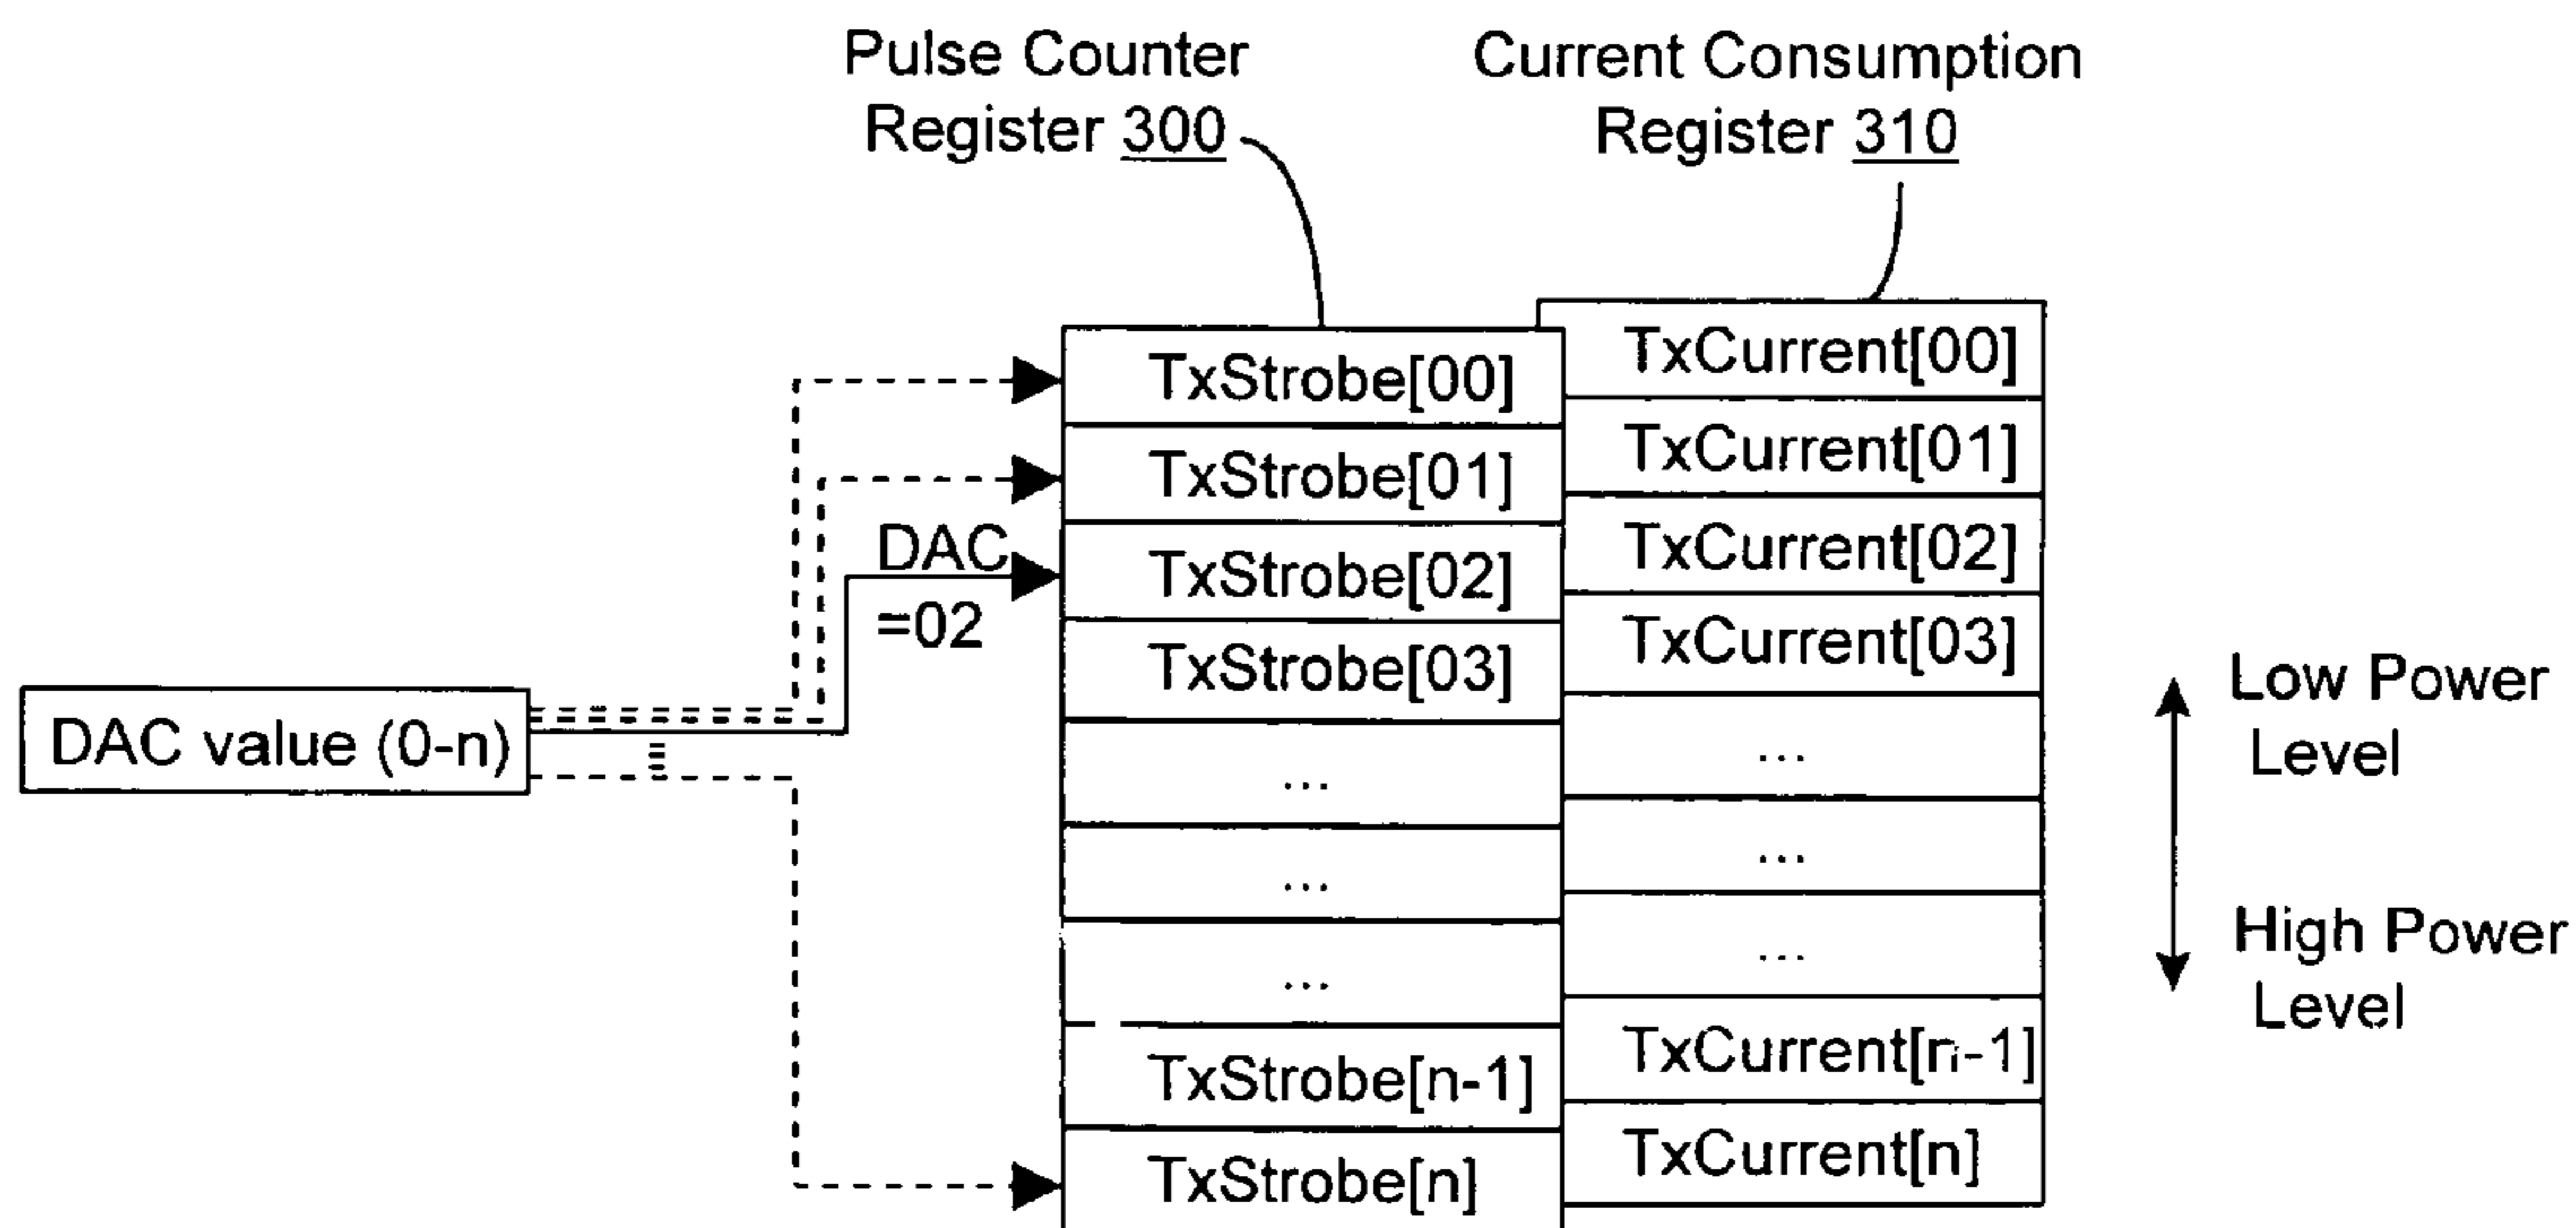 Pulse Counter
Register 300
Current Consumption
Register 310
TxStrobe[00]
TxStrobe[01]
TxStrobe[02]
TxStrobe[03]
...
...
...
TxStrobe[n-1]
TxStrobe[n]
TxCurrent[00]
TxCurrent[01]
TxCurrent[02]
TxCurrent[03]
...
...
...
TxCurrent[n-1]
TxCurrent[n]
DAC
=02
DAC value (0-n)
Low Power
Level
High Power
Level